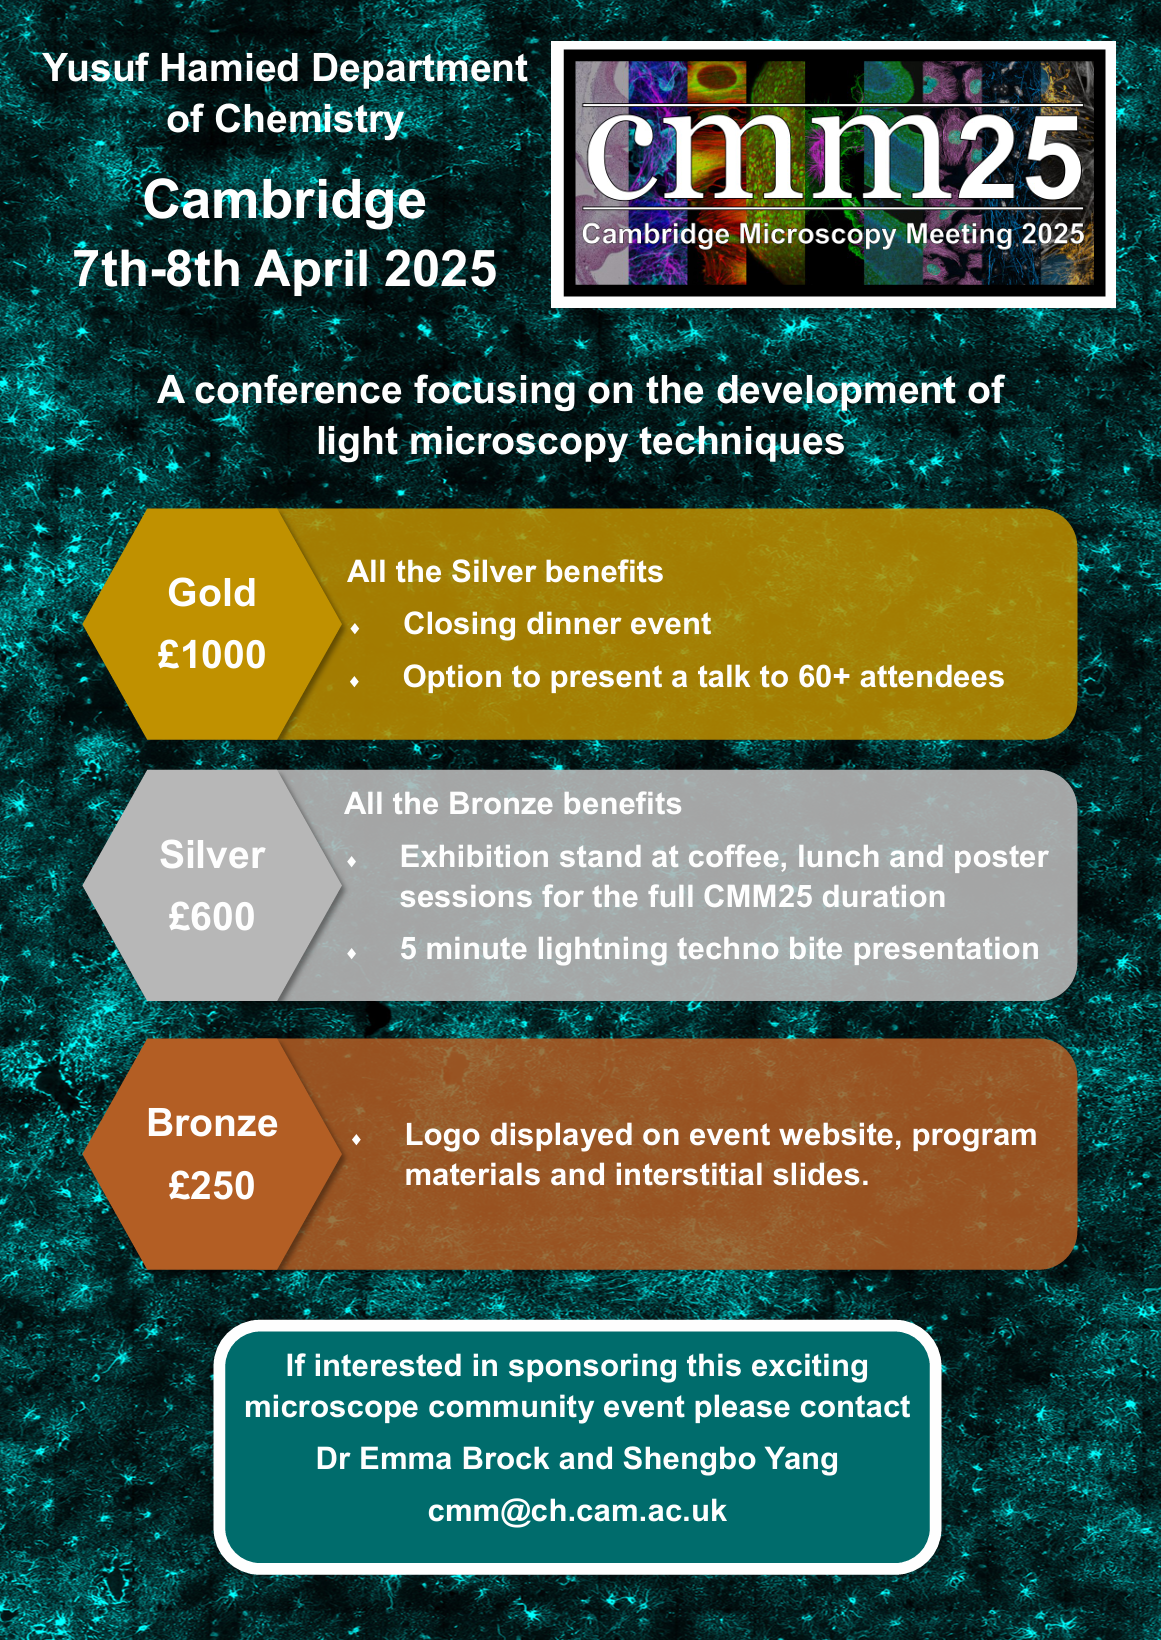 Yusuf Hamied Department
of Chemistry
Cambridge
7th-8th April 2025
cmm25
Cambridge Microscopy Meeting 2025
A conference focusing on the development of
light microscopy techniques
Gold
£1000
All the Silver benefits
⬧ Closing dinner event
⬧ Option to present a talk to 60+ attendees
Silver
£600
All the Bronze benefits
⬧ Exhibition stand at coffee, lunch and poster
sessions for the full CMM25 duration
⬧ 5 minute lightning techno bite presentation
Bronze
£250
⬧ Logo displayed on event website, program
materials and interstitial slides.
If interested in sponsoring this exciting
microscope community event please contact
Dr Emma Brock and Shengbo Yang
cmm@ch.cam.ac.uk